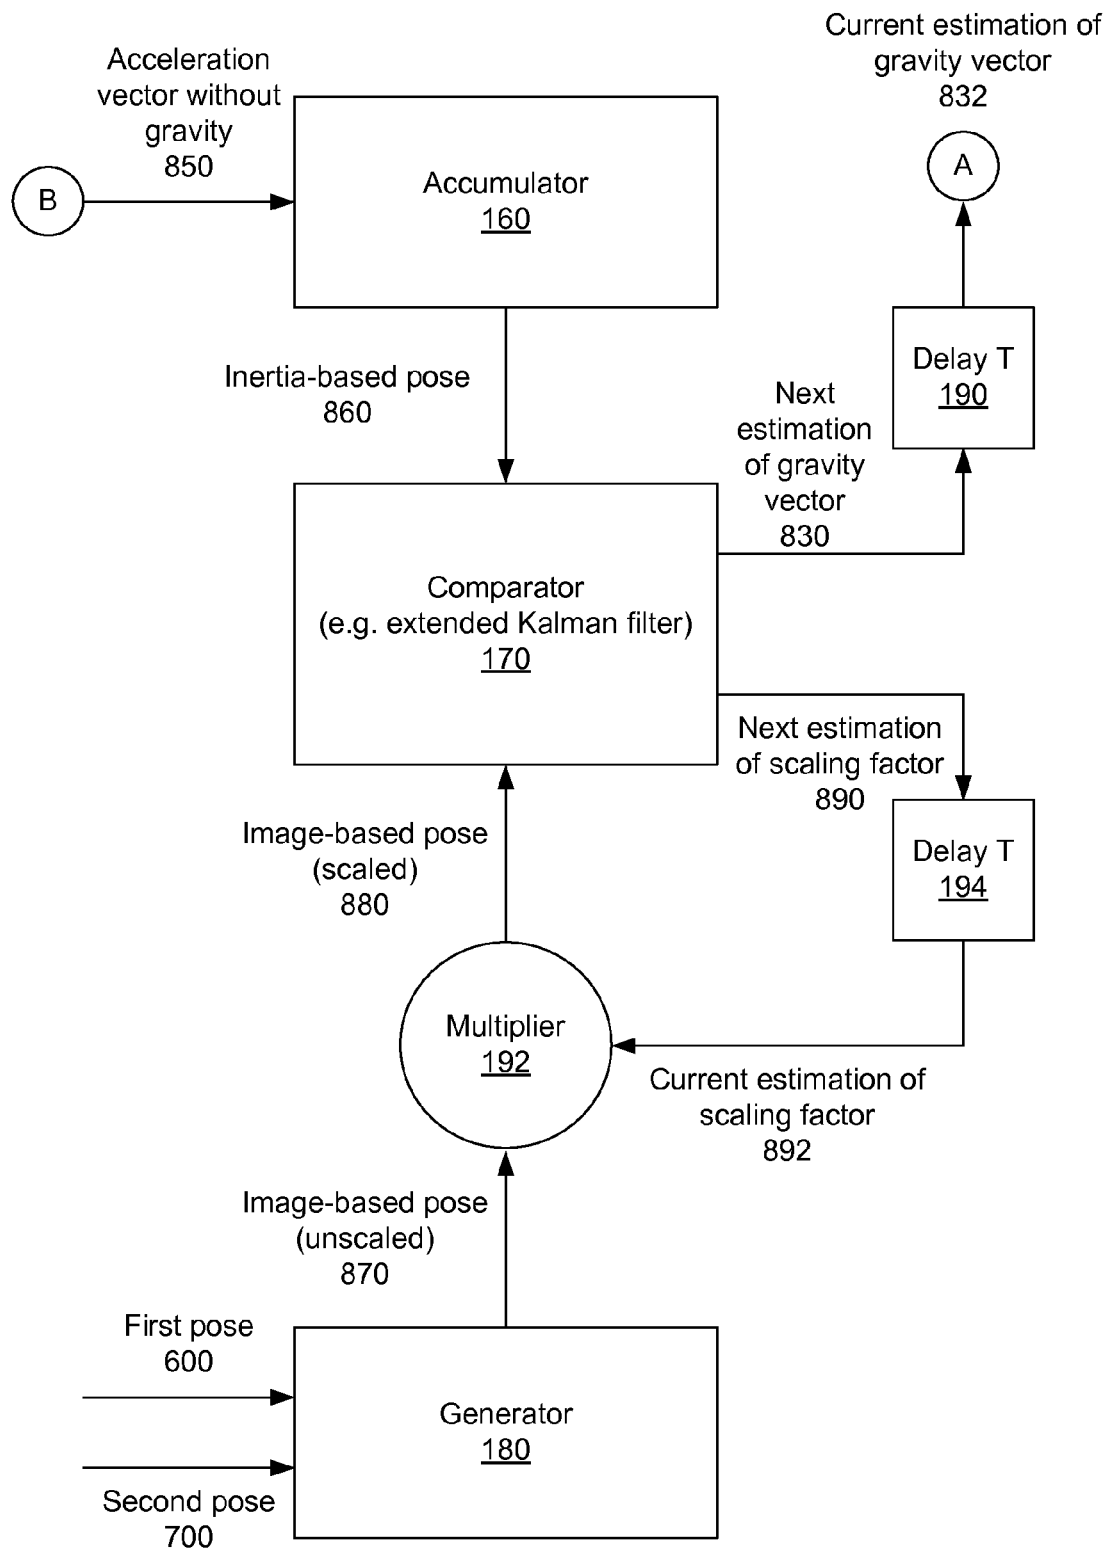 Current estimation of
gravity vector
832
A
Acceleration
vector without
gravity
850
B
Accumulator
160
Delay T
190
Inertia-based pose
860
Next
estimation
of gravity
vector
830
Comparator
(e.g. extended Kalman filter)
170
Next estimation
of scaling factor
890
Image-based pose
(scaled)
880
Delay T
194
Multiplier
192
Current estimation of
scaling factor
892
Image-based pose
(unscaled)
870
First pose
600
Generator
180
Second pose
700